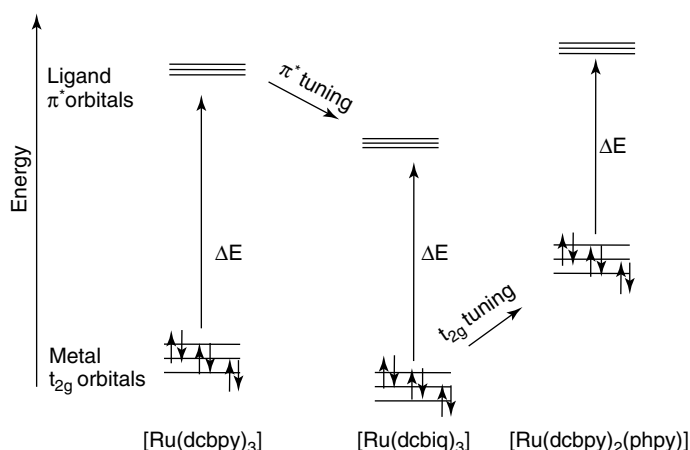 Energy
Ligand
π* orbitals
π* tuning
ΔE
ΔE
ΔE
t2g tuning
Metal
t2g orbitals
[Ru(dcbpy)3]
[Ru(dcbiq)3]
[Ru(dcbpy)2(phpy)]